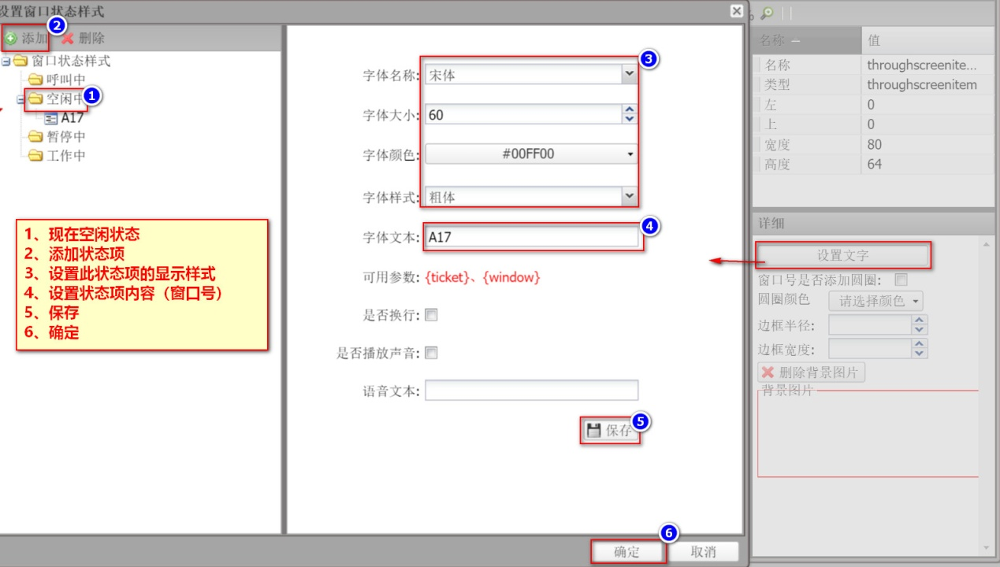 设置窗口状态样式
2
添加
删除
窗口状态样式
呼叫中
空闲中
1
A17
暂停中
工作中
1、现在空闲状态
2、添加状态项
3、设置此状态项的显示样式
4、设置状态项内容（窗口号）
5、保存
6、确定
3
字体名称: 宋体
字体大小: 60
字体颜色: #00FF00
字体样式: 粗体
4
字体文本: A17
可用参数: {ticket}、{window}
是否换行:
是否播放声音:
语音文本:
5
保存
6
确定
取消
名称 值
名称 throughscreenite...
类型 throughscreenitem
左 0
上 0
宽度 80
高度 64
详细
设置文字
窗口号是否添加圆圈:
圆圈颜色 请选择颜色
边框半径:
边框宽度:
删除背景图片
背景图片